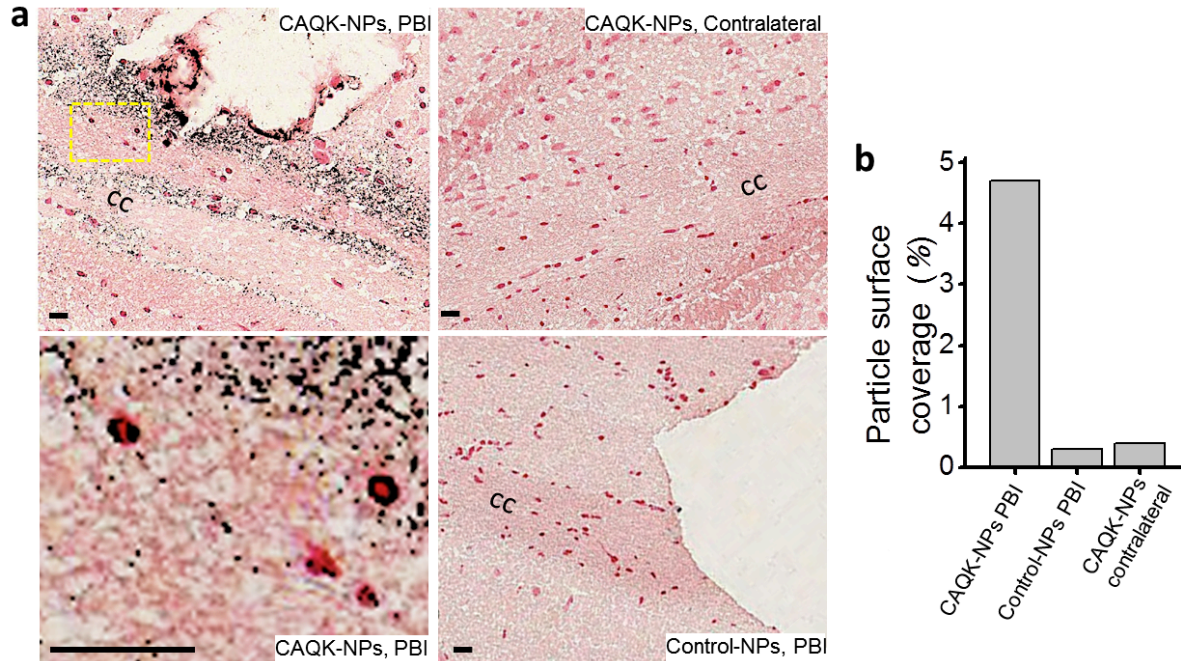 a
CAQK-NPs, PBI
CAQK-NPs, Contralateral
cc
cc
CAQK-NPs, PBI
cc
Control-NPs, PBI
b
Particle surface
coverage (%)
5
4
3
2
1
0
CAQK-NPs PBI
Control-NPs PBI
CAQK-NPs
contralateral